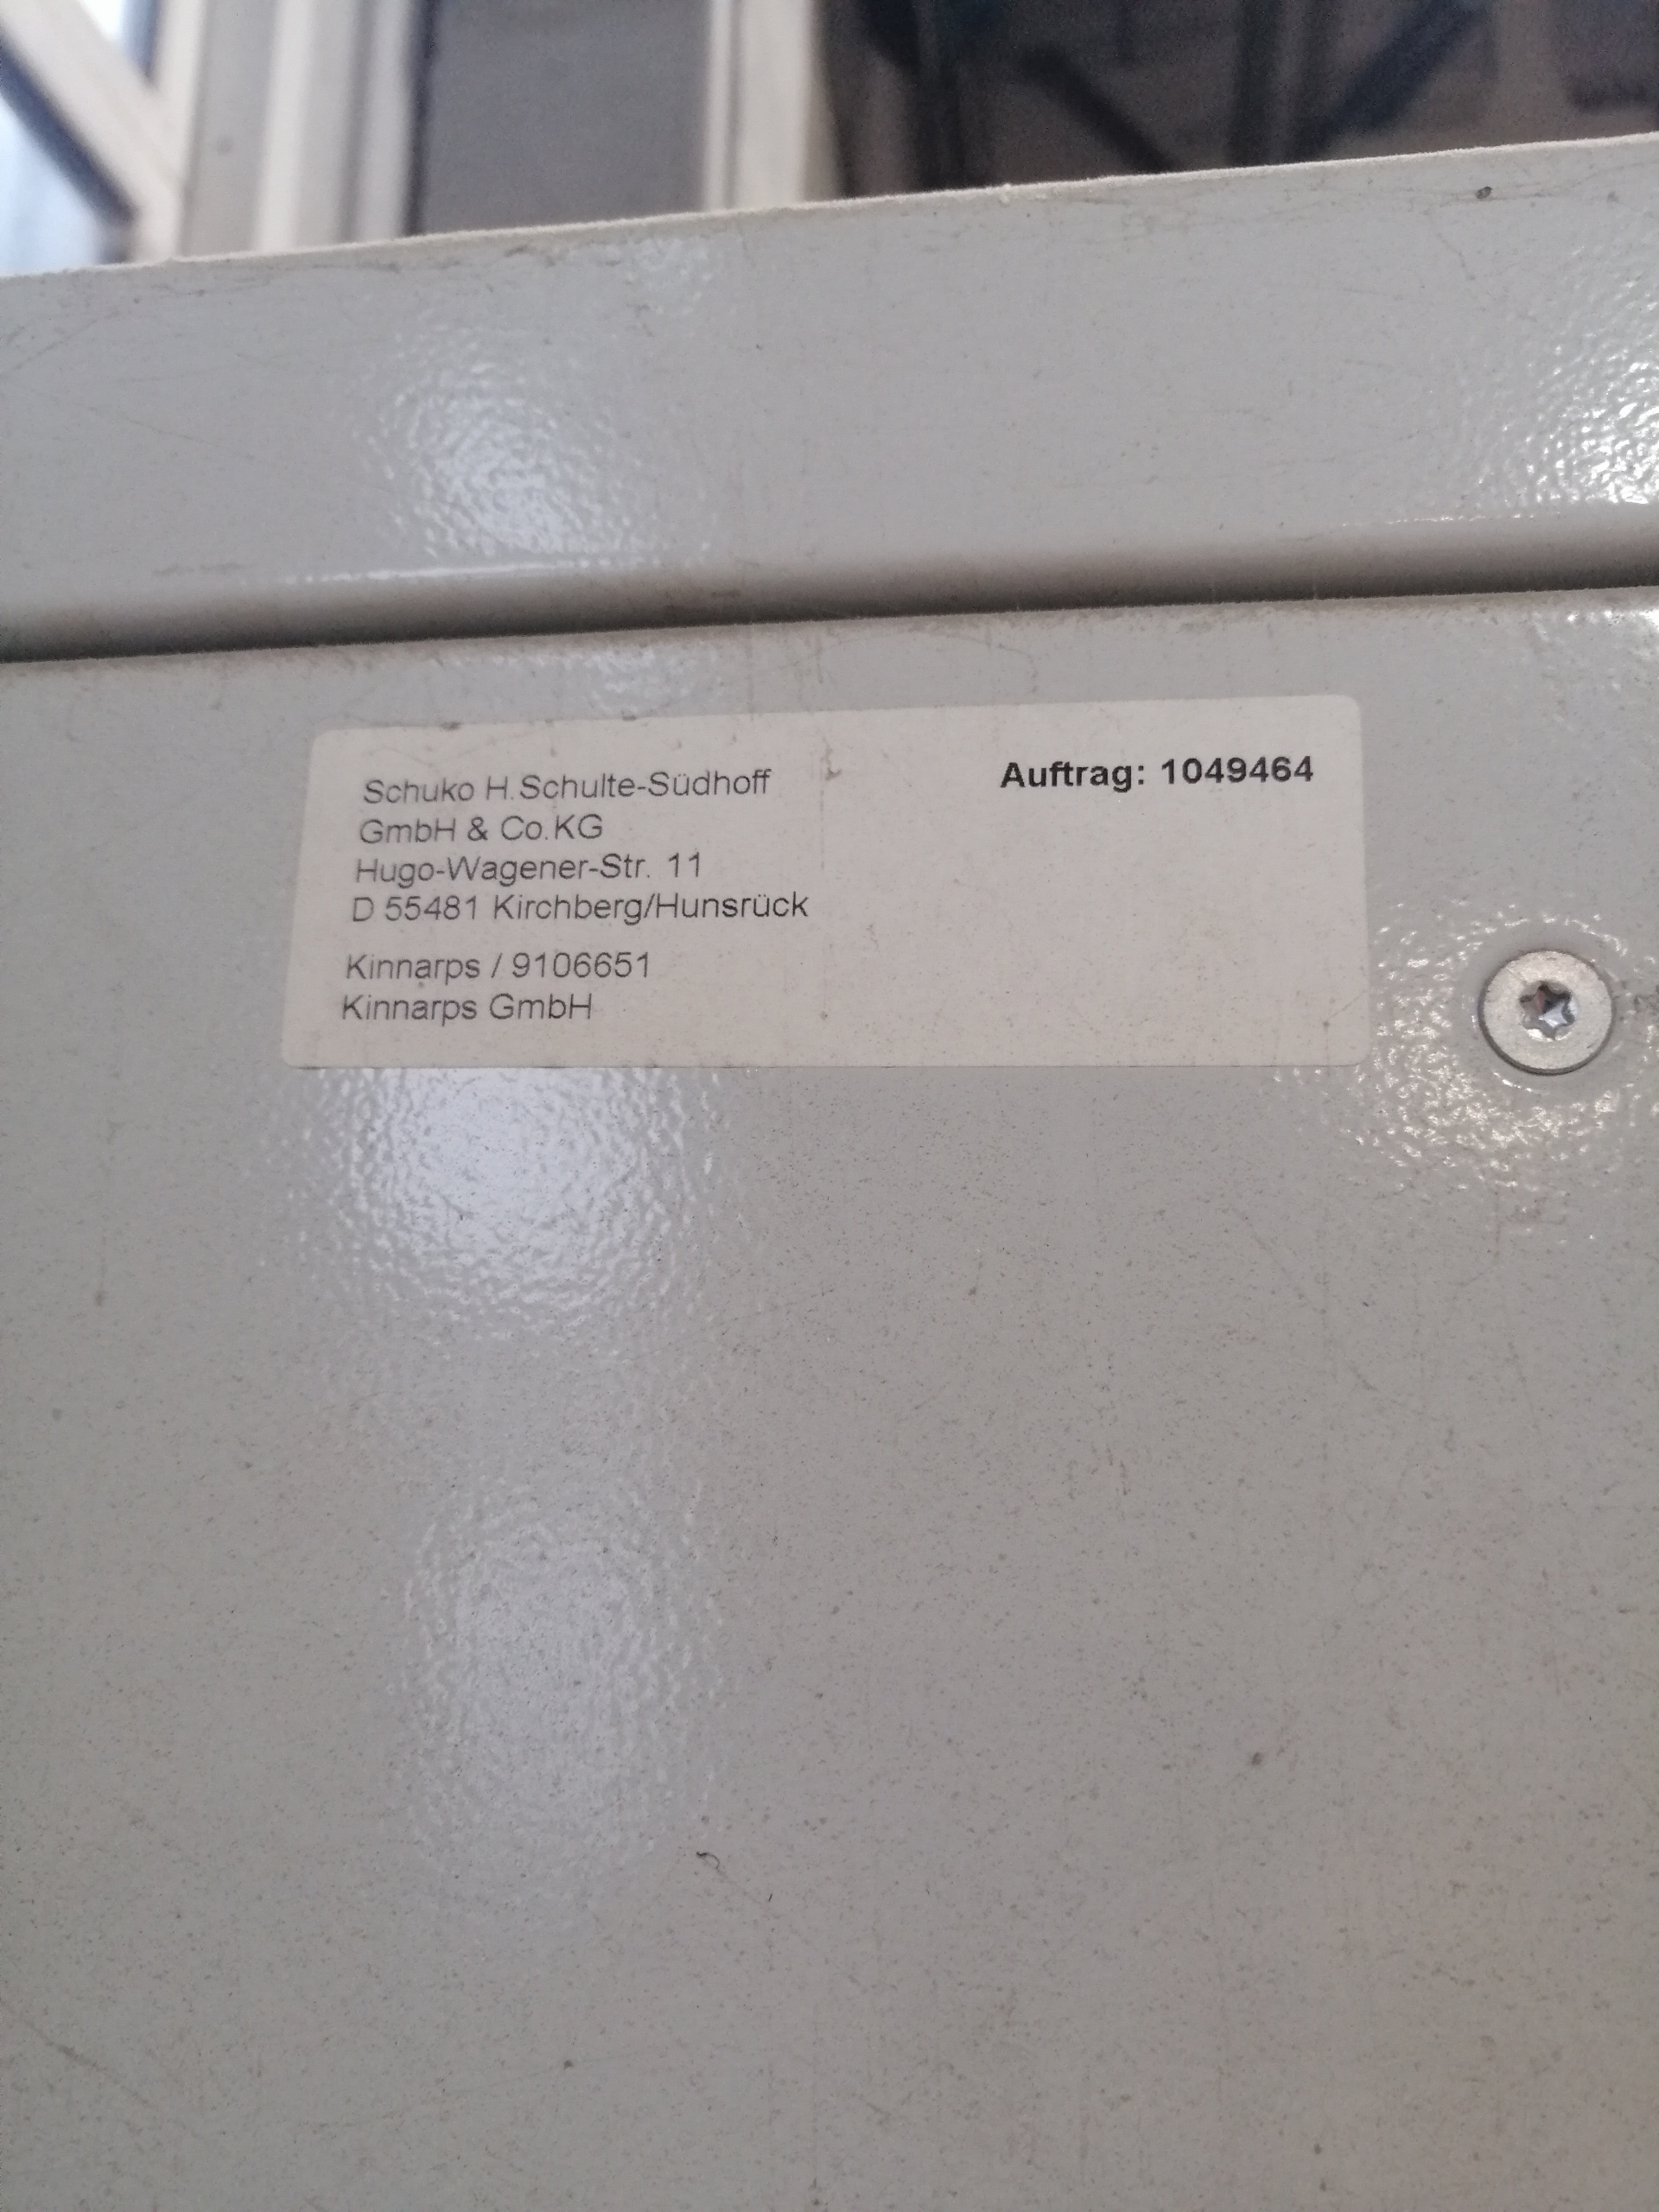 Schuko H.Schulte-Südhoff
GmbH & Co.KG
Hugo-Wagener-Str. 11
D 55481 Kirchberg/Hunsrück
Kinnarps / 9106651
Kinnarps GmbH
Auftrag: 1049464